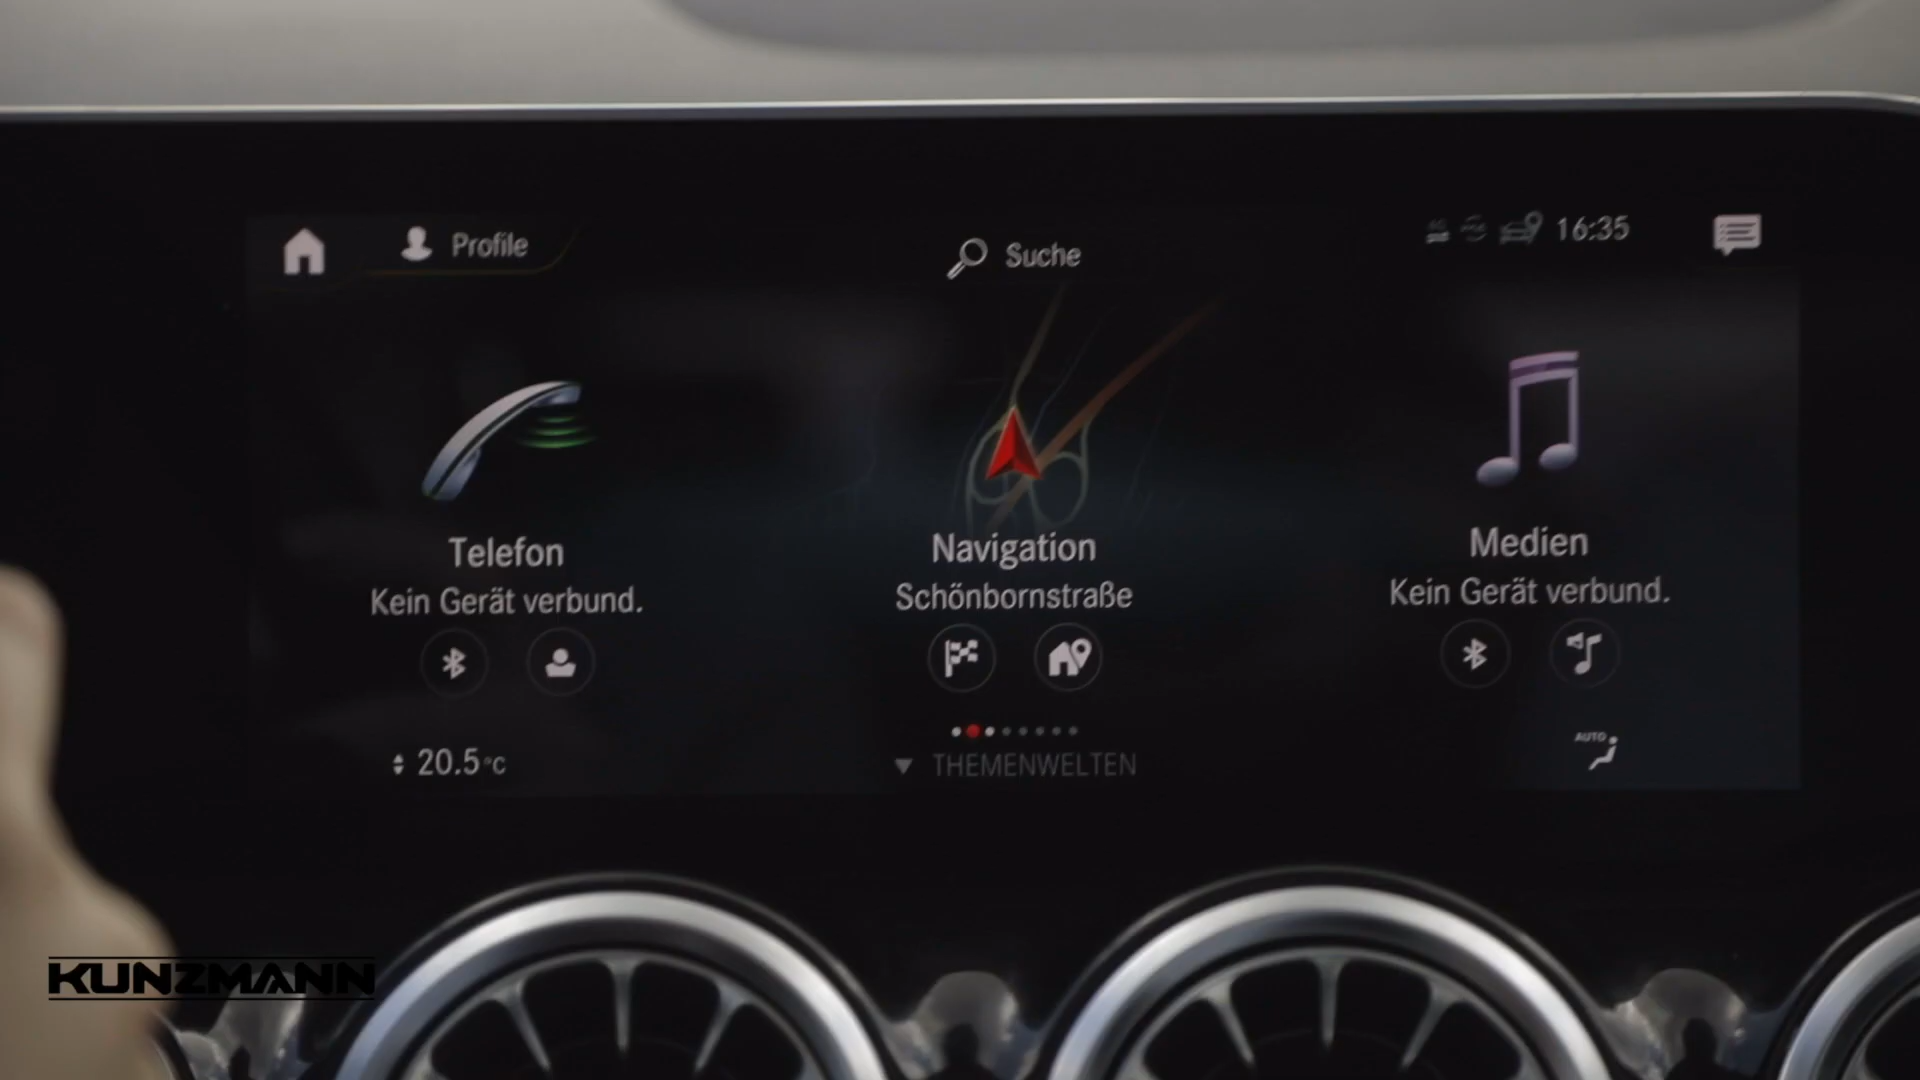 Profile
Suche
16:35
Telefon
Kein Gerät verbund.
Navigation
Schönbornstraße
Medien
Kein Gerät verbund.
20.5°C
THEMENWELTEN
AUTO
KUNZMANN